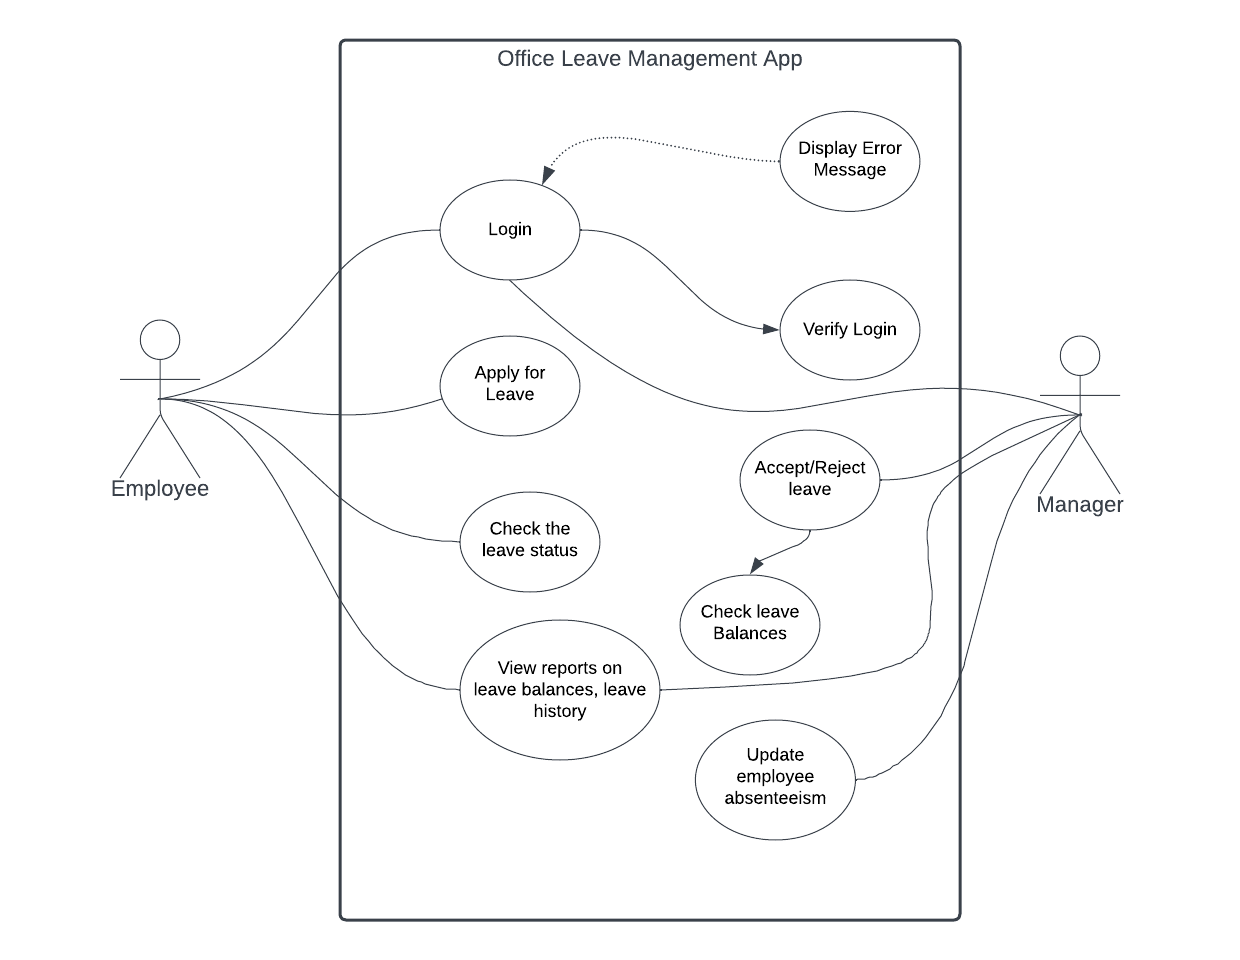 Office Leave Management App
Display Error
Message
Login
Verify Login
Apply for
Leave
Employee
Accept/Reject
leave
Manager
Check the
leave status
Check leave
Balances
View reports on
leave balances, leave
history
Update
employee
absenteeism